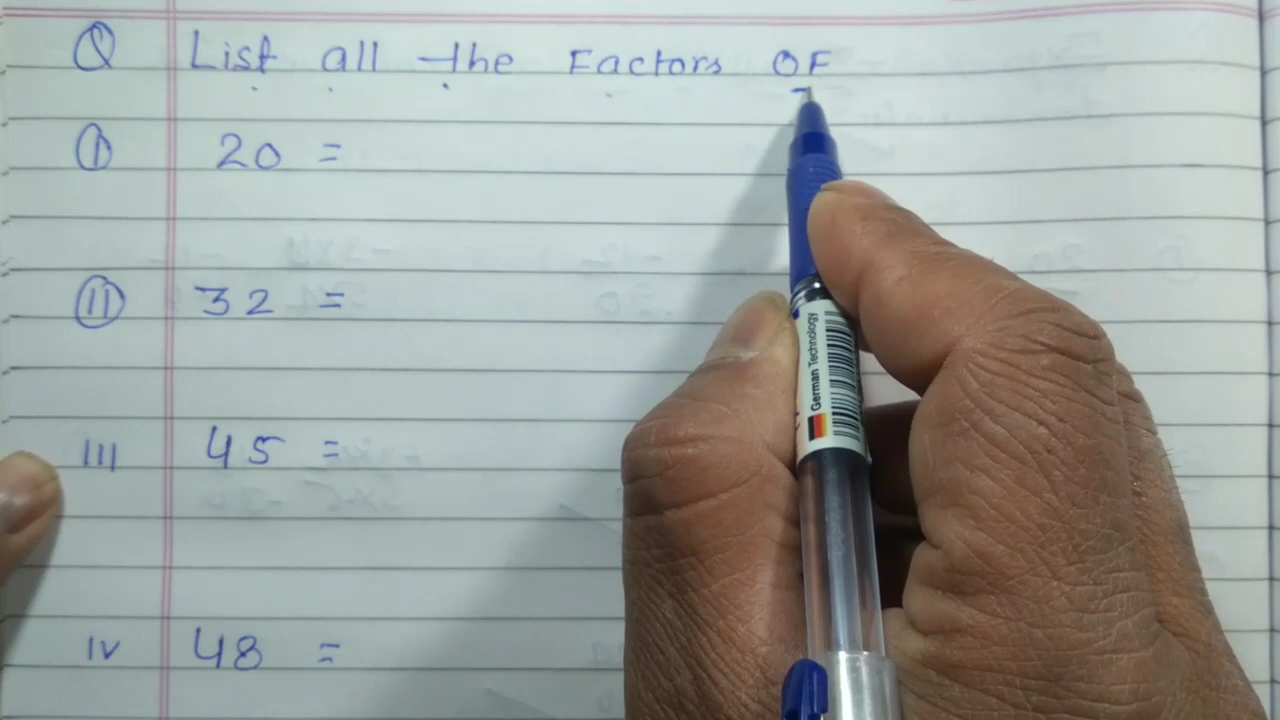 Q List all the Factors OF
I 20 =
II 32 =
III 45 =
IV 48 =
German Technology